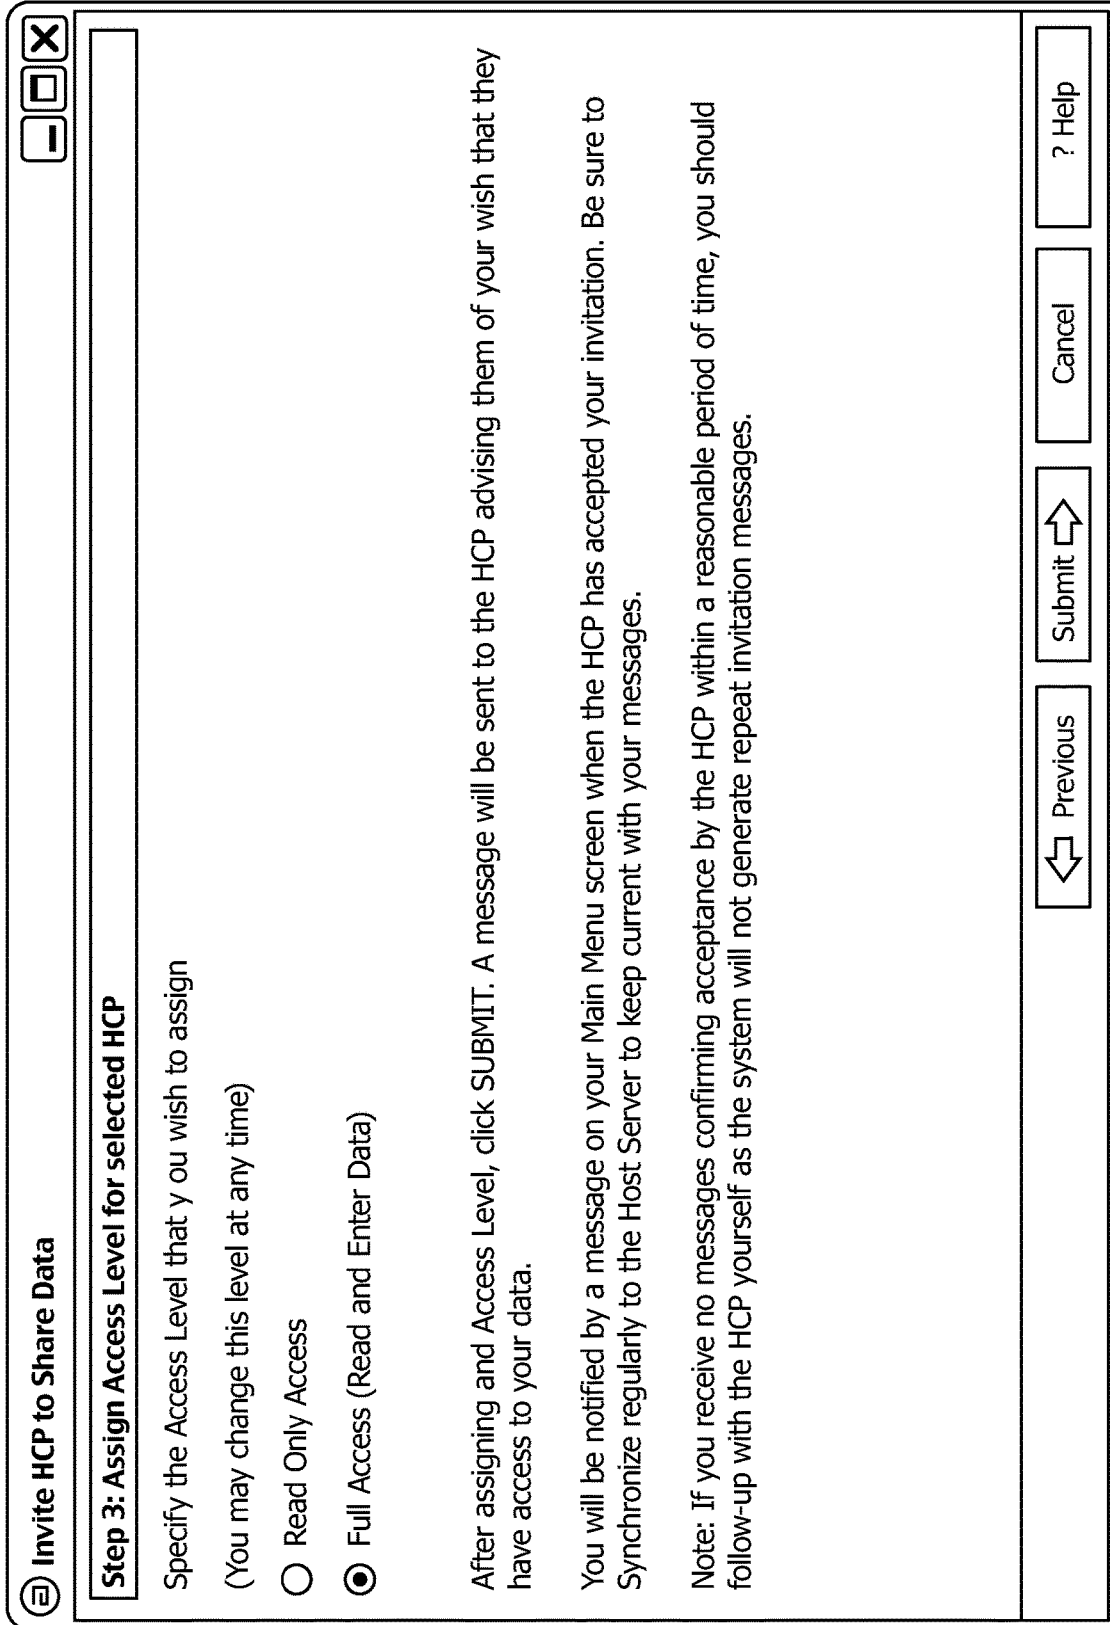 Invite HCP to Share Data
Step 3: Assign Access Level for selected HCP
Specify the Access Level that y ou wish to assign
(You may change this level at any time)
Read Only Access
Full Access (Read and Enter Data)
After assigning and Access Level, click SUBMIT. A message will be sent to the HCP advising them of your wish that they
have access to your data.
You will be notified by a message on your Main Menu screen when the HCP has accepted your invitation. Be sure to
Synchronize regularly to the Host Server to keep current with your messages.
Note: If you receive no messages confirming acceptance by the HCP within a reasonable period of time, you should
follow-up with the HCP yourself as the system will not generate repeat invitation messages.
Previous
Submit
Cancel
? Help